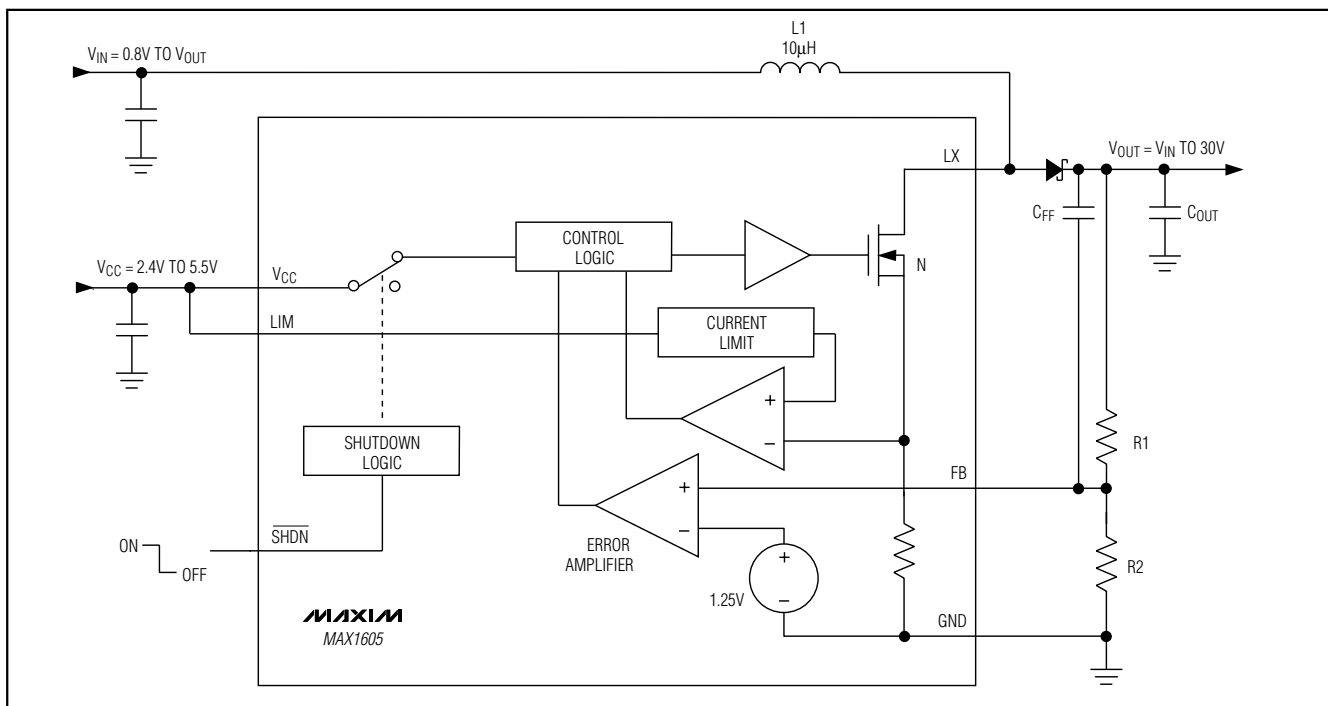 L1
10μH
VIN = 0.8V TO VOUT
LX
VOUT = VIN TO 30V
CFF
COUT
CONTROL
LOGIC
N
VCC = 2.4V TO 5.5V
VCC
LIM
CURRENT
LIMIT
+
−
SHUTDOWN
LOGIC
R1
FB
+
−
SHDN
ON
OFF
ERROR
AMPLIFIER
+
−
1.25V
R2
MAXIM
MAX1605
GND